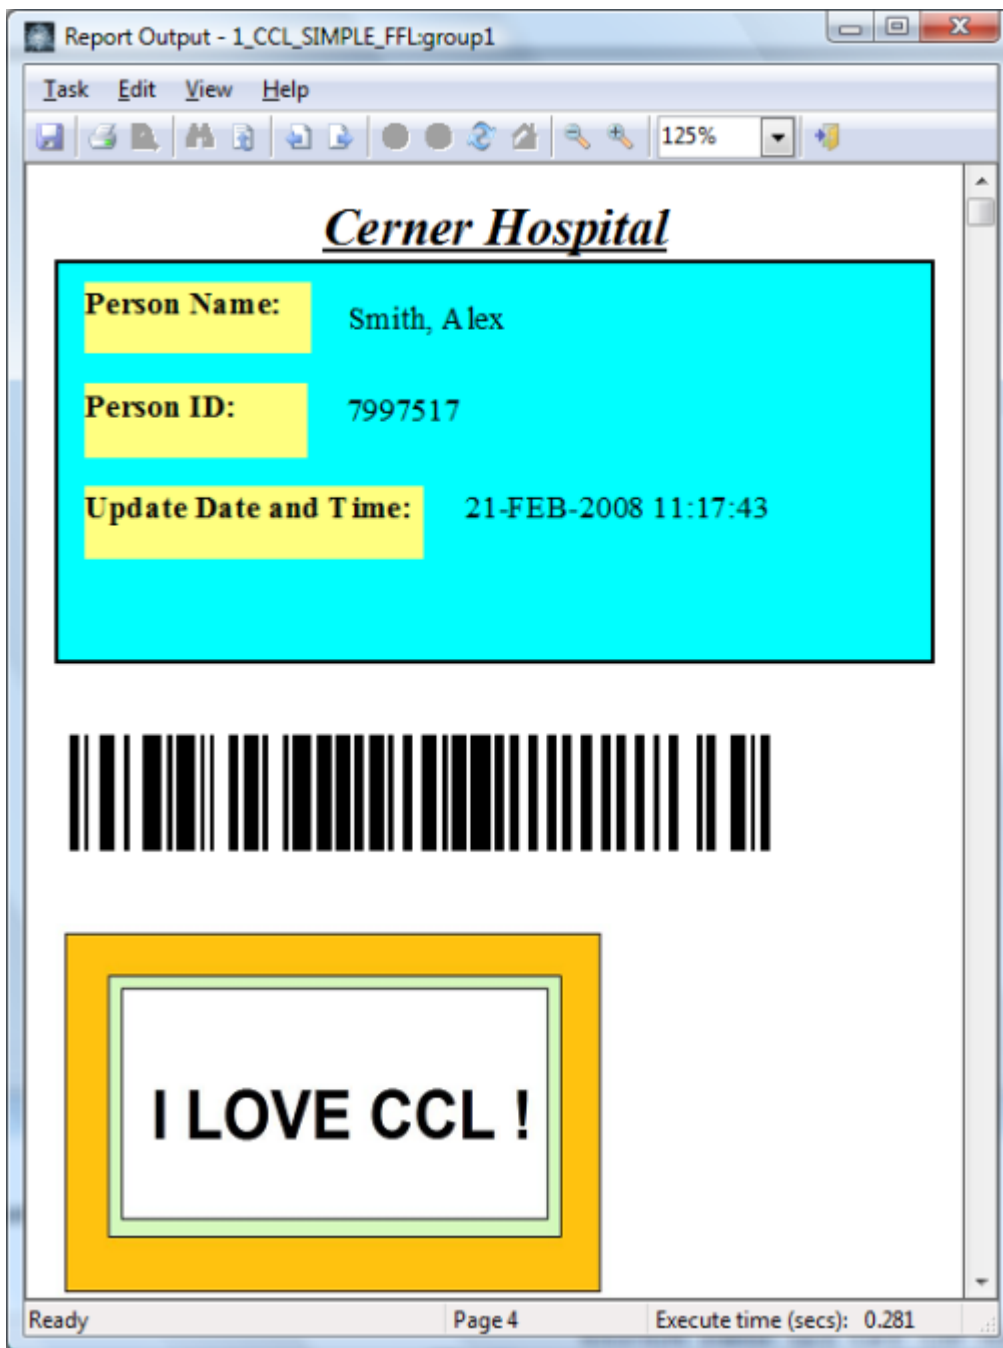 Report Output - 1_CCL_SIMPLE_FFL:group1
Task Edit View Help
125%
Cerner Hospital
Person Name: Smith, Alex
Person ID: 7997517
Update Date and Time: 21-FEB-2008 11:17:43
I LOVE CCL !
Ready Page 4 Execute time (secs): 0.281